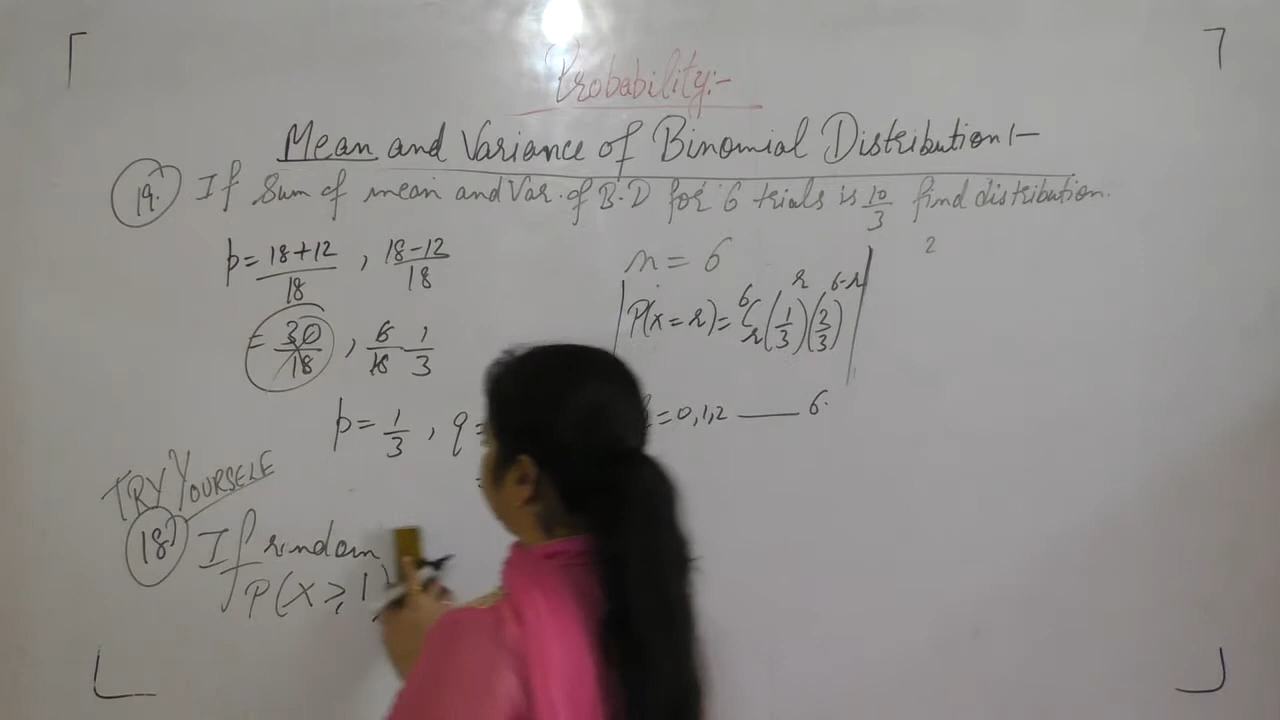 Probability:-
Mean and Variance of Binomial Distribution:-
19. If Sum of mean and Var. of B.D for 6 trials is 10/3 find distribution.
2
p = 18+12/18 , 18-12/18
= 30/18 , 6/18 1/3
n = 6
P(x = r) = 6Cr (1/3)^r (2/3)^6-r
p = 1/3 , q =
= 0,1,2 —— 6.
TRY YOURSELF
18. If random
P(X ≥ 1)